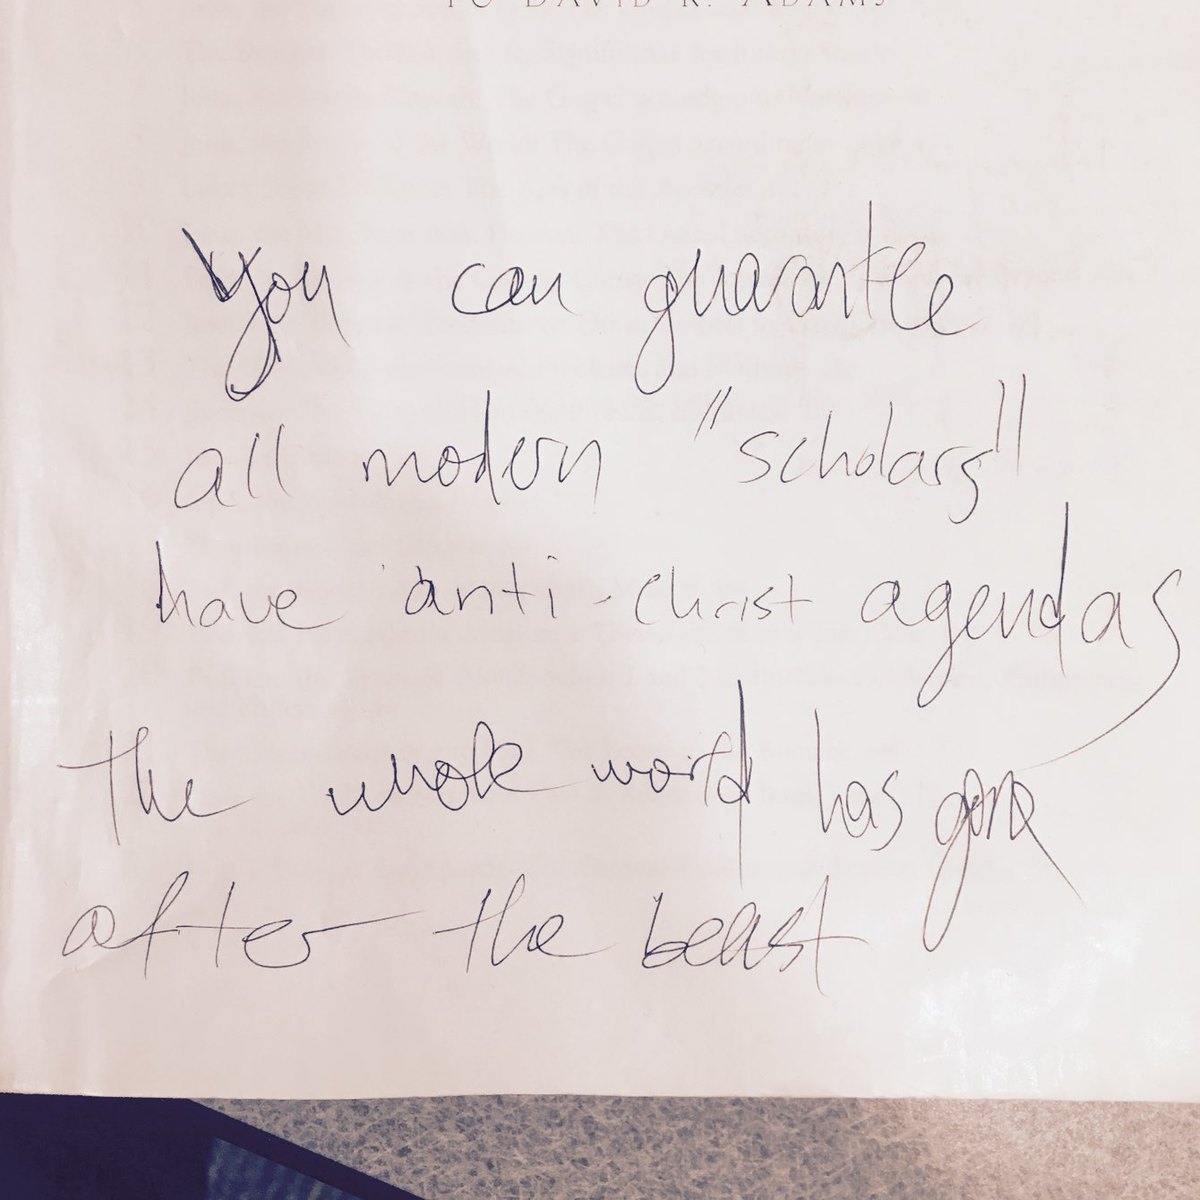 TO DAVID R. ADAMS
You can guarantee
all modern "scholars"
have anti-christ agendas
the whole world has gone
after the beast